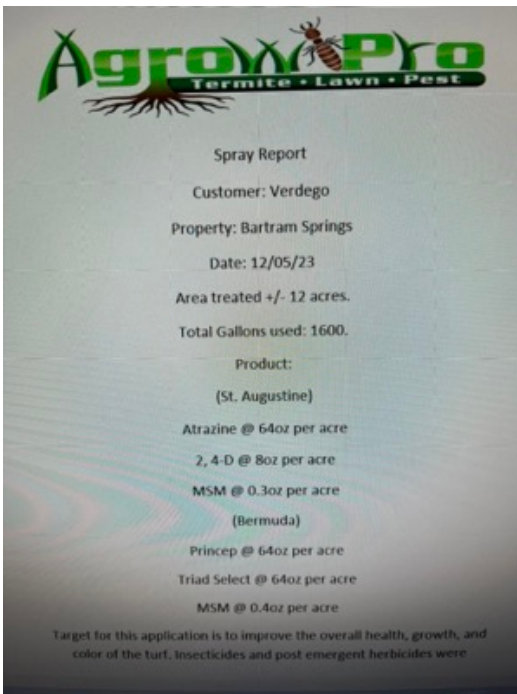 Agrow Pro
Termite • Lawn • Pest
Spray Report
Customer: Verdego
Property: Bartram Springs
Date: 12/05/23
Area treated +/- 12 acres.
Total Gallons used: 1600.
Product:
(St. Augustine)
Atrazine @ 64oz per acre
2, 4-D @ 8oz per acre
MSM @ 0.3oz per acre
(Bermuda)
Princep @ 64oz per acre
Triad Select @ 64oz per acre
MSM @ 0.4oz per acre
Target for this application is to improve the overall health, growth, and
color of the turf. Insecticides and post emergent herbicides were